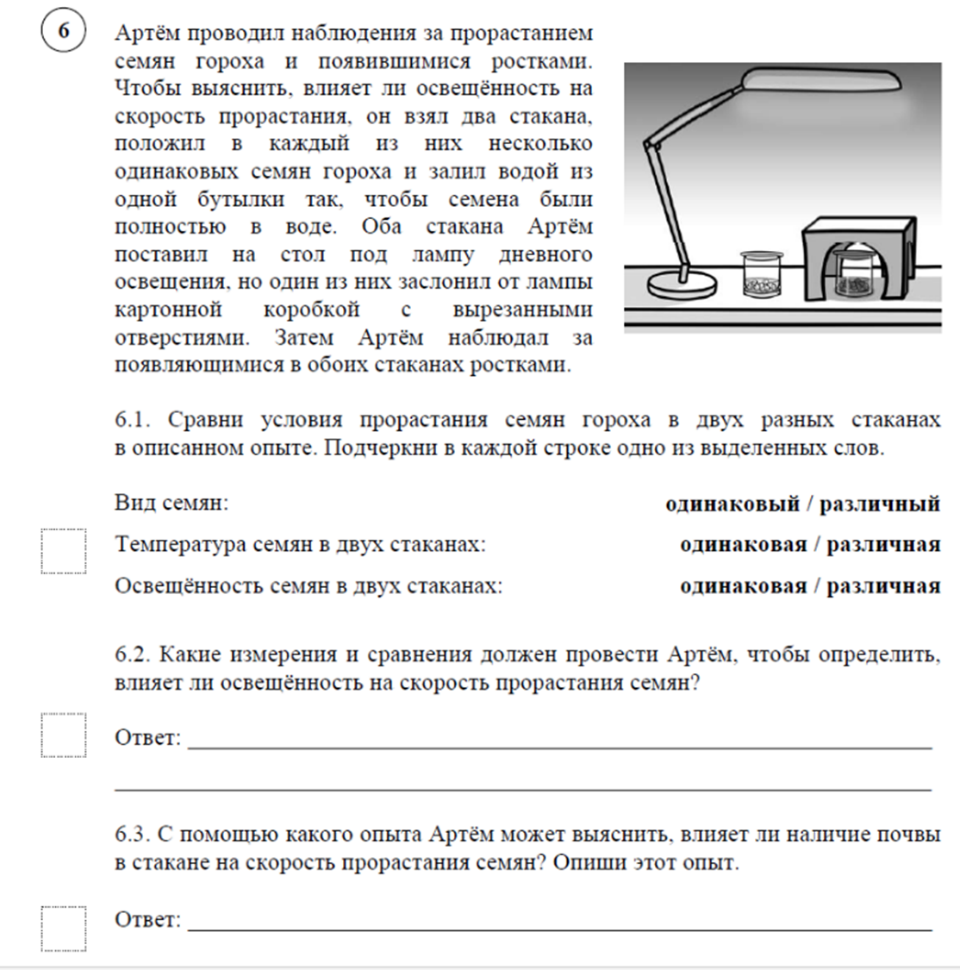 6
Артём проводил наблюдения за прорастанием
семян гороха и появившимися ростками.
Чтобы выяснить, влияет ли освещённость на
скорость прорастания, он взял два стакана,
положил в каждый из них несколько
одинаковых семян гороха и залил водой из
одной бутылки так, чтобы семена были
полностью в воде. Оба стакана Артём
поставил на стол под лампу дневного
освещения, но один из них заслонил от лампы
картонной коробкой с вырезанными
отверстиями. Затем Артём наблюдал за
появляющимися в обоих стаканах ростками.
6.1. Сравни условия прорастания семян гороха в двух разных стаканах
в описанном опыте. Подчеркни в каждой строке одно из выделенных слов.
Вид семян: одинаковый / различный
Температура семян в двух стаканах: одинаковая / различная
Освещённость семян в двух стаканах: одинаковая / различная
6.2. Какие измерения и сравнения должен провести Артём, чтобы определить,
влияет ли освещённость на скорость прорастания семян?
Ответ:
6.3. С помощью какого опыта Артём может выяснить, влияет ли наличие почвы
в стакане на скорость прорастания семян? Опиши этот опыт.
Ответ: